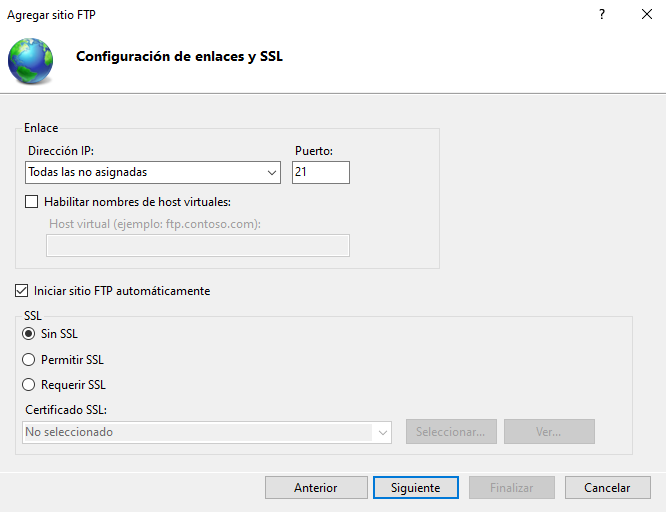 Agregar sitio FTP
?
Configuración de enlaces y SSL
Enlace
Dirección IP: Puerto:
Todas las no asignadas 21
Habilitar nombres de host virtuales:
Host virtual (ejemplo: ftp.contoso.com):
Iniciar sitio FTP automáticamente
SSL
Sin SSL
Permitir SSL
Requerir SSL
Certificado SSL:
No seleccionado Seleccionar... Ver...
Anterior Siguiente Finalizar Cancelar